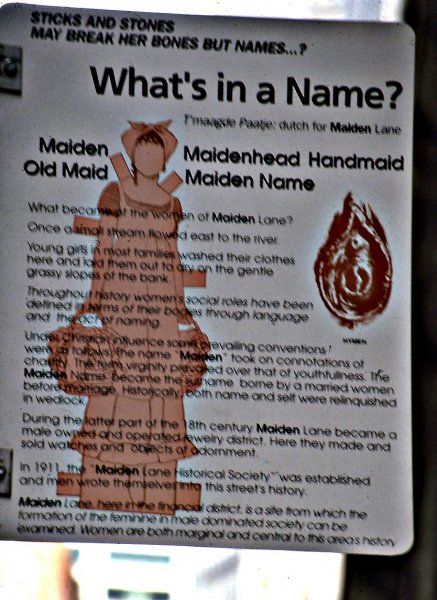 STICKS AND STONES
MAY BREAK HER BONES BUT NAMES...?
What's in a Name?
T'maagde Paatje: dutch for Maiden Lane
Maiden
Old Maid
Maidenhead Handmaid
Maiden Name
What became of the women of Maiden Lane?
Once a small stream flowed east to the river.
Young girls in most families washed their clothes
here and laid them out to dry on the gentle
grassy slopes of the bank.
Throughout history women's social roles have been
defined in terms of their bodies through language
and the act of naming.
HYMEN
Under Christian influence some prevailing conventions
were as follows: the name "Maiden" took on connotations of
chastity. The term virginity prevailed over that of youthfulness. The
Maiden Name became the surname borne by a married women
before marriage. Historically, both name and self were relinquished
in wedlock.
During the latter part of the 18th century Maiden Lane became a
male owned and operated jewelry district. Here they made and
sold watches and objects of adornment.
In 1911, the "Maiden Lane Historical Society" was established
and men wrote themselves into this street's history.
Maiden Lane, here in the financial district, is a site from which the
formation of the feminine in male dominated society can be
examined. Women are both marginal and central to this area's history